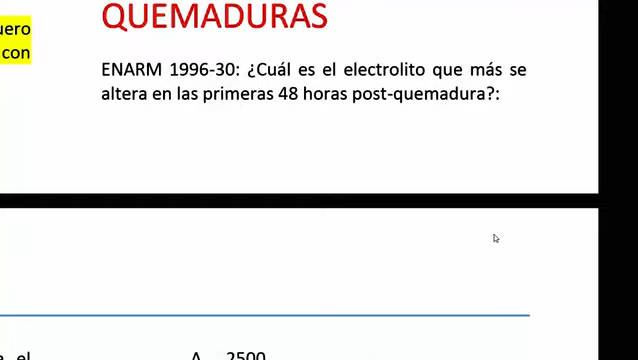 QUEMADURAS
uero
con
ENARM 1996-30: ¿Cuál es el electrolito que más se
altera en las primeras 48 horas post-quemadura?:
el
A. 2500